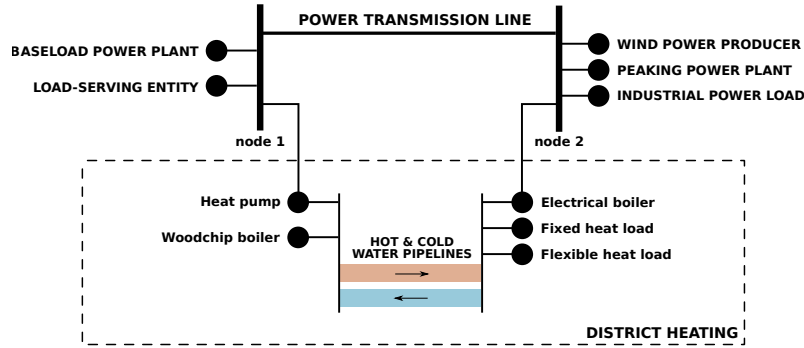 POWER TRANSMISSION LINE
BASELOAD POWER PLANT
LOAD-SERVING ENTITY
WIND POWER PRODUCER
PEAKING POWER PLANT
INDUSTRIAL POWER LOAD
node 1
node 2
Heat pump
Woodchip boiler
HOT & COLD
WATER PIPELINES
Electrical boiler
Fixed heat load
Flexible heat load
DISTRICT HEATING